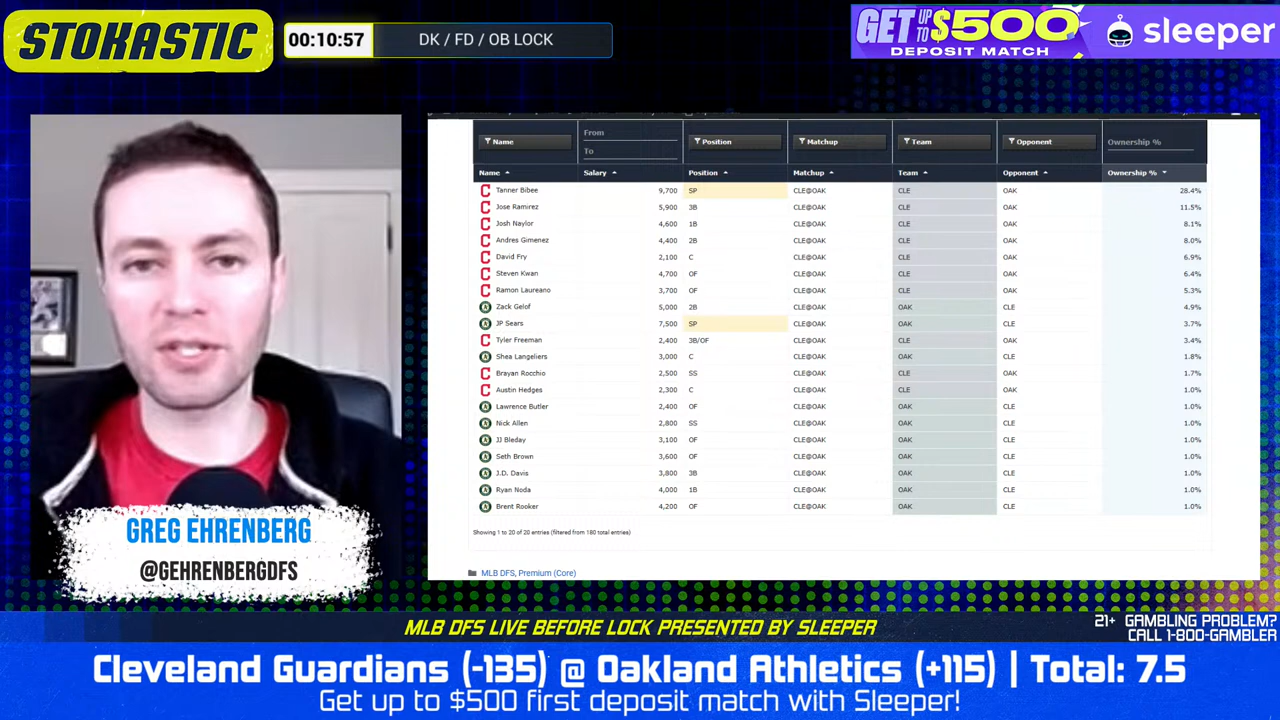 STOKASTIC
00:10:57
DK / FD / OB LOCK
GET UP TO $500
DEPOSIT MATCH
sleeper
Name
From
To
Position
Matchup
Team
Opponent
Ownership %
Name Salary Position Matchup Team Opponent Ownership %
Tanner Bibee 9,700 SP CLE@OAK CLE OAK 28.4%
Jose Ramirez 5,900 3B CLE@OAK CLE OAK 11.5%
Josh Naylor 4,600 1B CLE@OAK CLE OAK 8.1%
Andres Gimenez 4,400 2B CLE@OAK CLE OAK 8.0%
David Fry 2,100 C CLE@OAK CLE OAK 6.9%
Steven Kwan 4,700 OF CLE@OAK CLE OAK 6.4%
Ramon Laureano 3,700 OF CLE@OAK CLE OAK 5.3%
Zack Gelof 5,000 2B CLE@OAK OAK CLE 4.9%
JP Sears 7,500 SP CLE@OAK OAK CLE 3.7%
Tyler Freeman 2,400 3B/OF CLE@OAK CLE OAK 3.4%
Shea Langeliers 3,000 C CLE@OAK OAK CLE 1.8%
Brayan Rocchio 2,500 SS CLE@OAK CLE OAK 1.7%
Austin Hedges 2,300 C CLE@OAK CLE OAK 1.0%
Lawrence Butler 2,400 OF CLE@OAK OAK CLE 1.0%
Nick Allen 2,800 SS CLE@OAK OAK CLE 1.0%
JJ Bleday 3,100 OF CLE@OAK OAK CLE 1.0%
Seth Brown 3,600 OF CLE@OAK OAK CLE 1.0%
J.D. Davis 3,800 3B CLE@OAK OAK CLE 1.0%
Ryan Noda 4,000 1B CLE@OAK OAK CLE 1.0%
Brent Rooker 4,200 OF CLE@OAK OAK CLE 1.0%
Showing 1 to 20 of 20 entries (filtered from 180 total entries)
MLB DFS, Premium (Core)
GREG EHRENBERG
@GEHRENBERGDFS
MLB DFS LIVE BEFORE LOCK PRESENTED BY SLEEPER
21+ GAMBLING PROBLEM?
CALL 1-800-GAMBLER
Cleveland Guardians (-135) @ Oakland Athletics (+115) | Total: 7.5
Get up to $500 first deposit match with Sleeper!